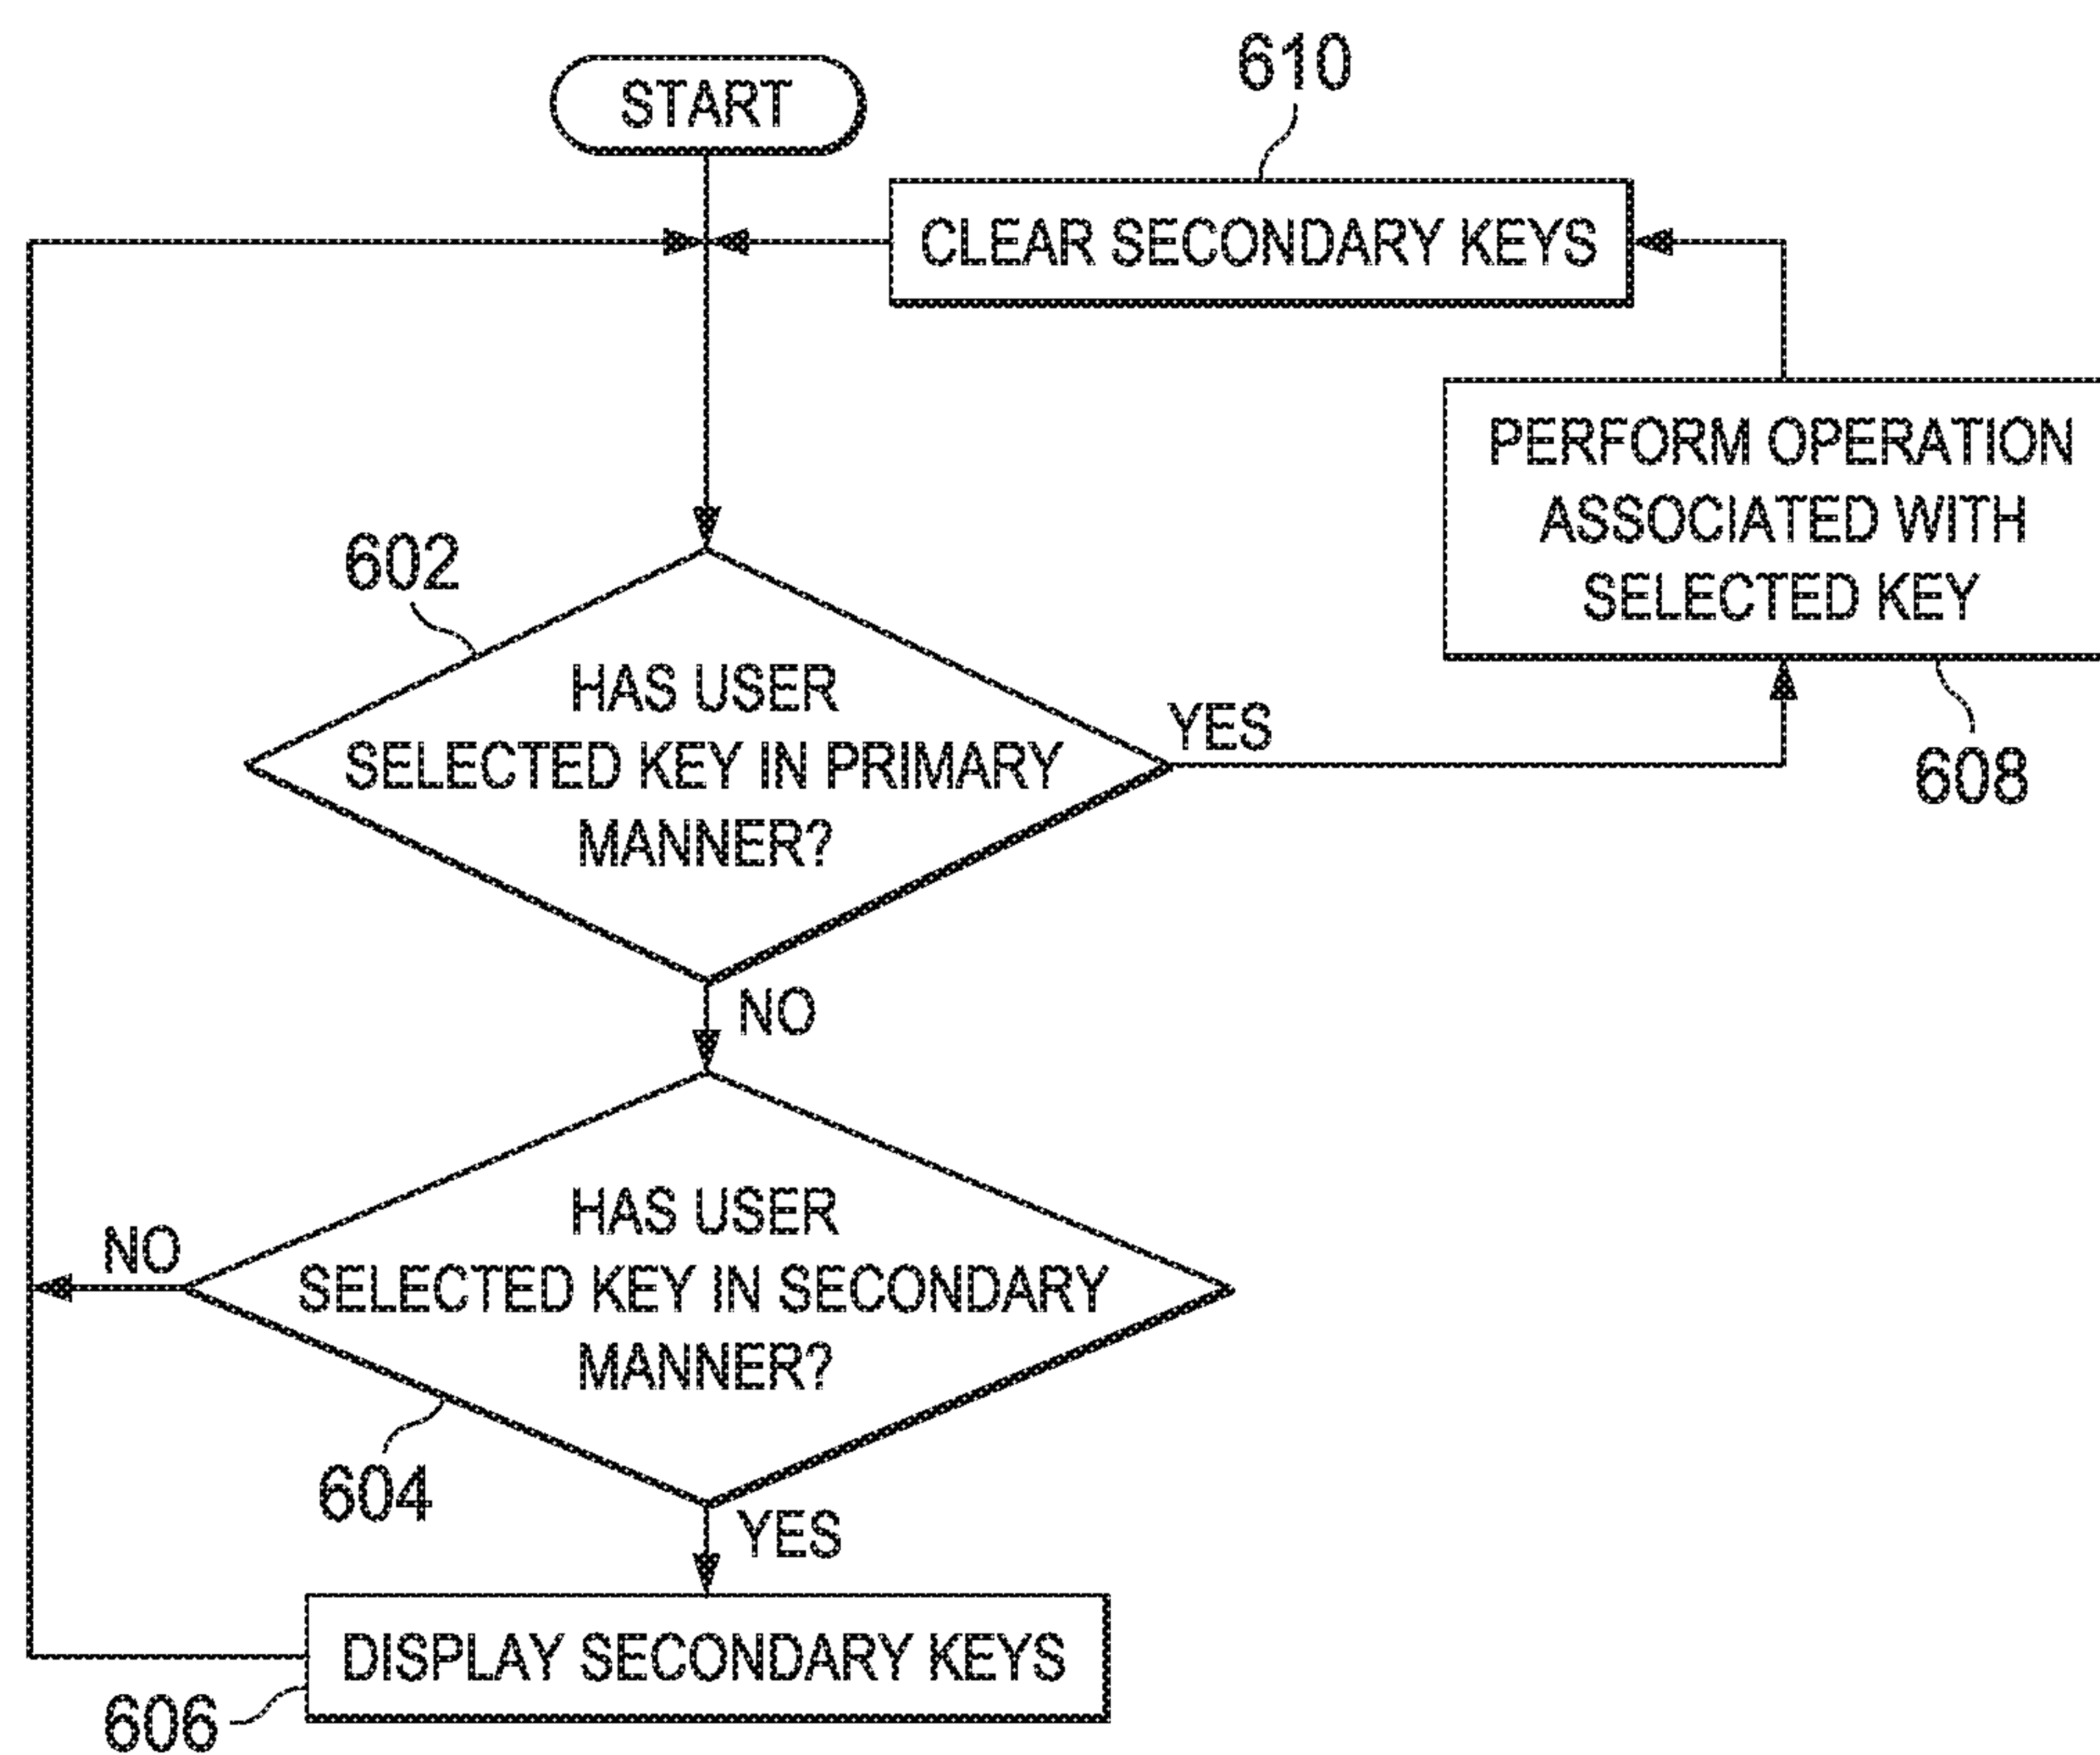 START
610
CLEAR SECONDARY KEYS
PERFORM OPERATION
ASSOCIATED WITH
SELECTED KEY
608
602
HAS USER
SELECTED KEY IN PRIMARY
MANNER?
YES
NO
HAS USER
SELECTED KEY IN SECONDARY
MANNER?
NO
604
YES
DISPLAY SECONDARY KEYS
606